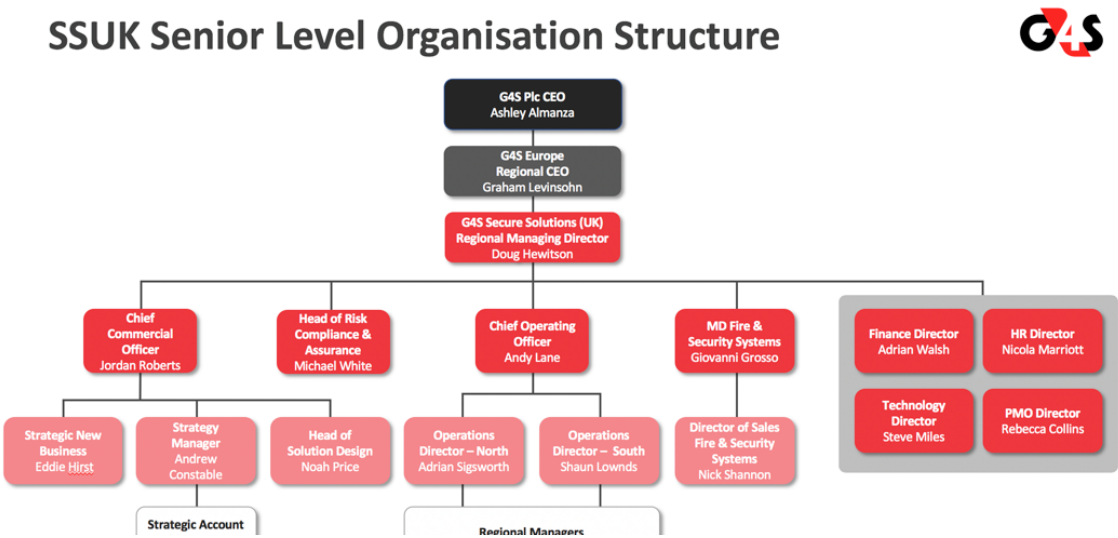 SSUK Senior Level Organisation Structure
G4S
G4S Plc CEO
Ashley Almanza
G4S Europe
Regional CEO
Graham Levinsohn
G4S Secure Solutions (UK)
Regional Managing Director
Doug Hewitson
Chief
Commercial
Officer
Jordan Roberts
Head of Risk
Compliance &
Assurance
Michael White
Chief Operating
Officer
Andy Lane
MD Fire &
Security Systems
Giovanni Grosso
Finance Director
Adrian Walsh
HR Director
Nicola Marriott
Technology
Director
Steve Miles
PMO Director
Rebecca Collins
Strategic New
Business
Eddie Hirst
Strategy
Manager
Andrew
Constable
Head of
Solution Design
Noah Price
Operations
Director – North
Adrian Sigsworth
Operations
Director – South
Shaun Lownds
Director of Sales
Fire & Security
Systems
Nick Shannon
Strategic Account
Regional Managers